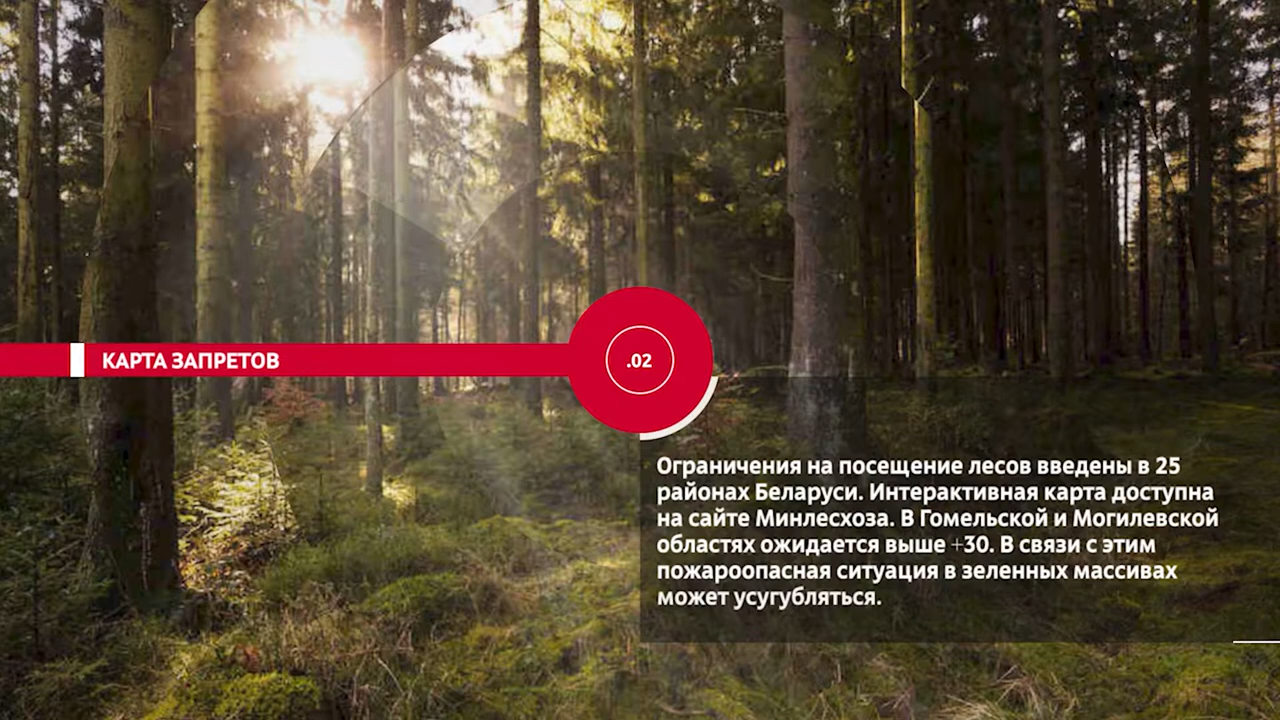 КАРТА ЗАПРЕТОВ
.02
Ограничения на посещение лесов введены в 25
районах Беларуси. Интерактивная карта доступна
на сайте Минлесхоза. В Гомельской и Могилевской
областях ожидается выше +30. В связи с этим
пожароопасная ситуация в зеленных массивах
может усугубляться.